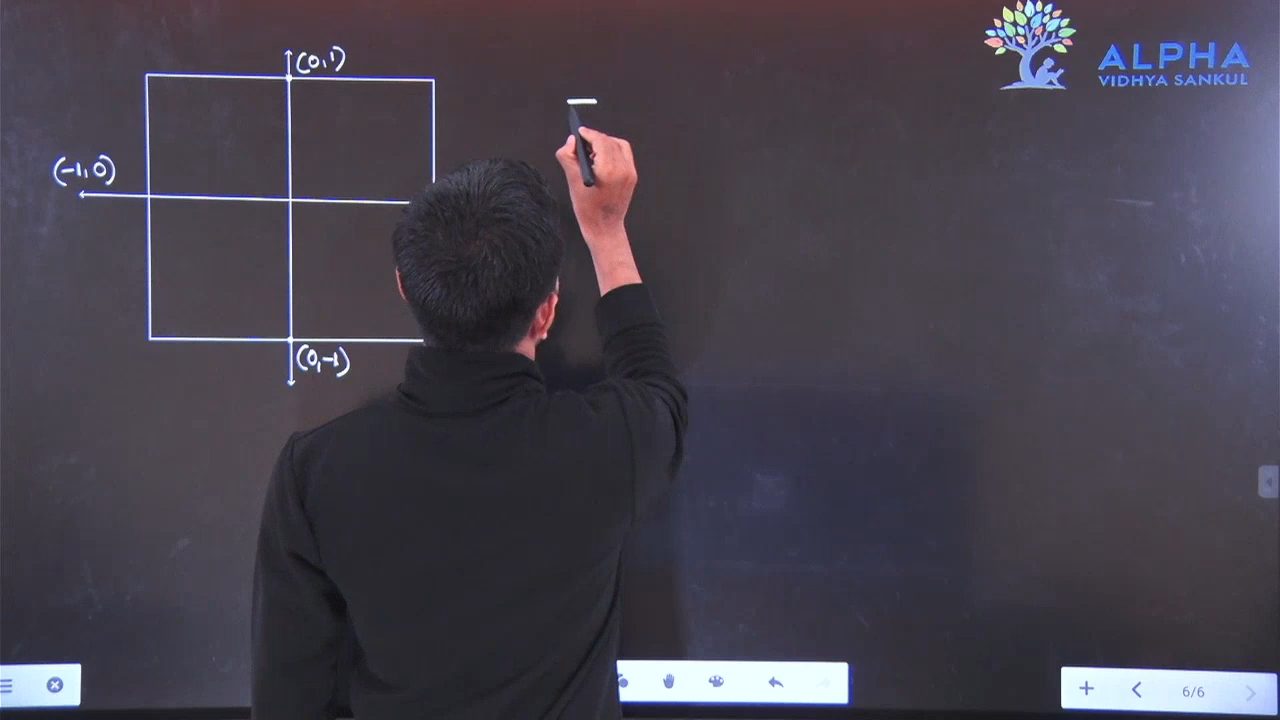 (0,1)
(-1,0)
(0,-1)
ALPHA
VIDHYA SANKUL
6/6